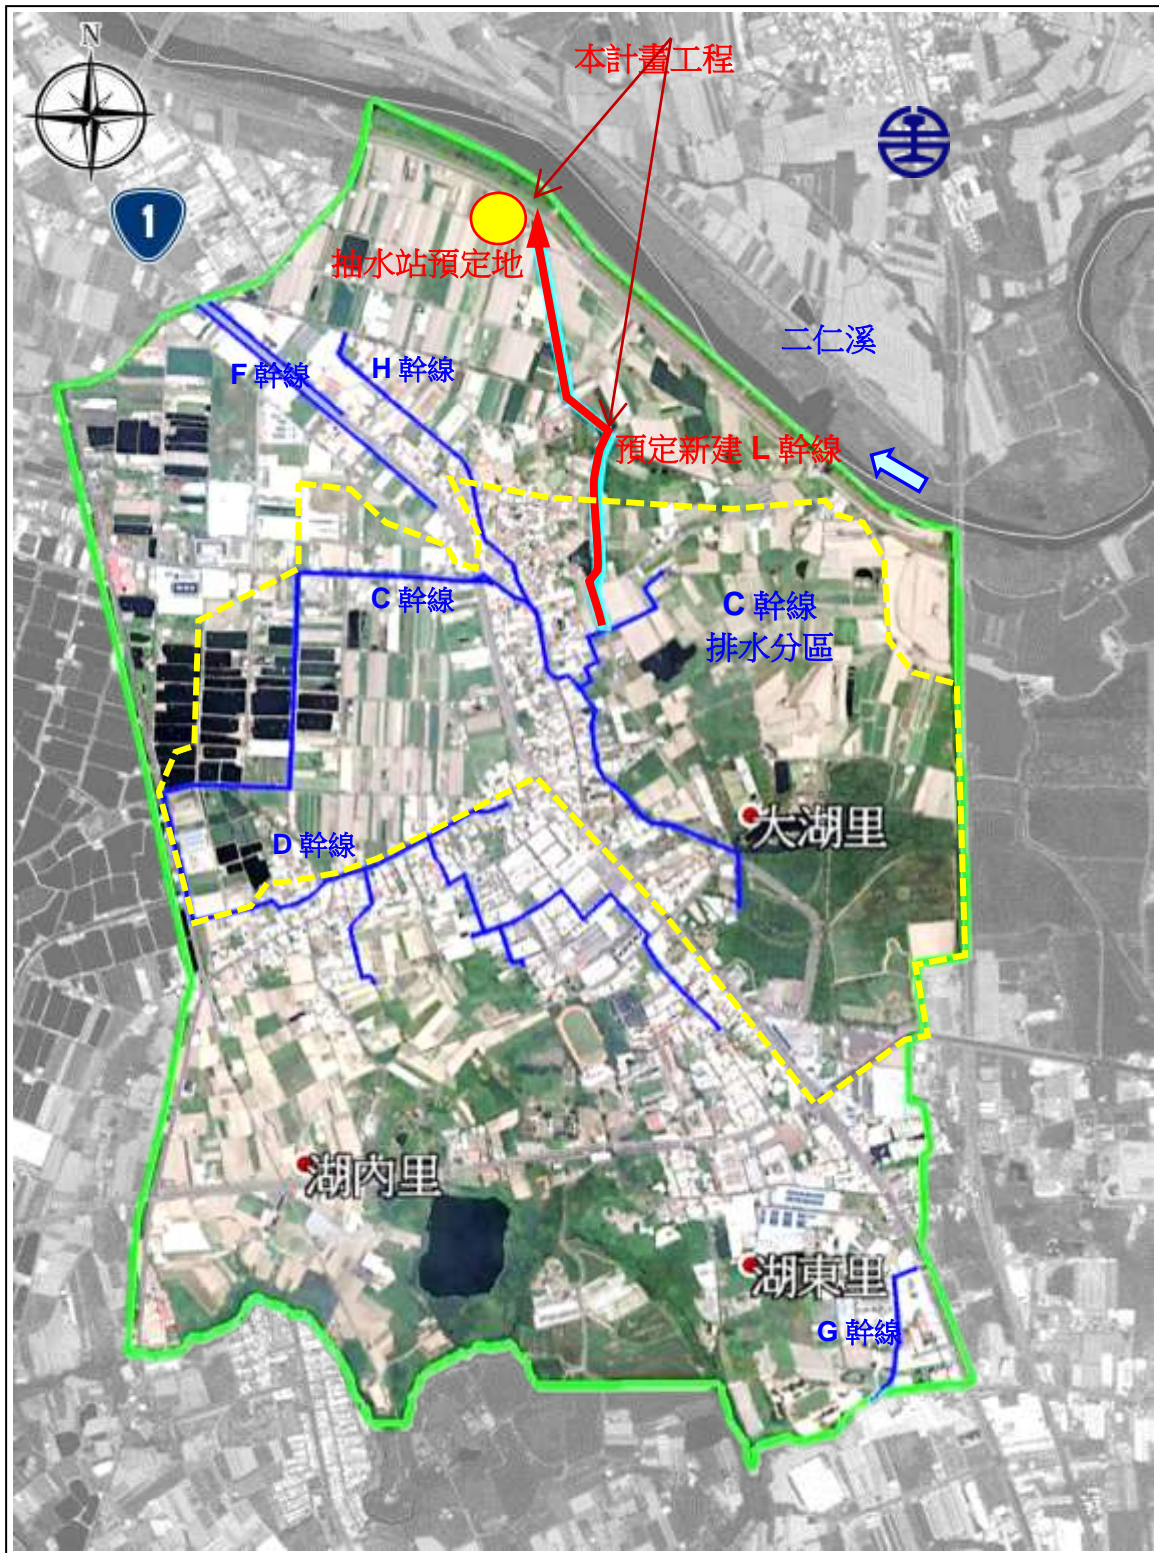 N
本計畫工程
1
抽水站預定地
二仁溪
F 幹線
H 幹線
預定新建 L 幹線
C 幹線
C 幹線
排水分區
大湖里
D 幹線
湖內里
湖東里
G 幹線